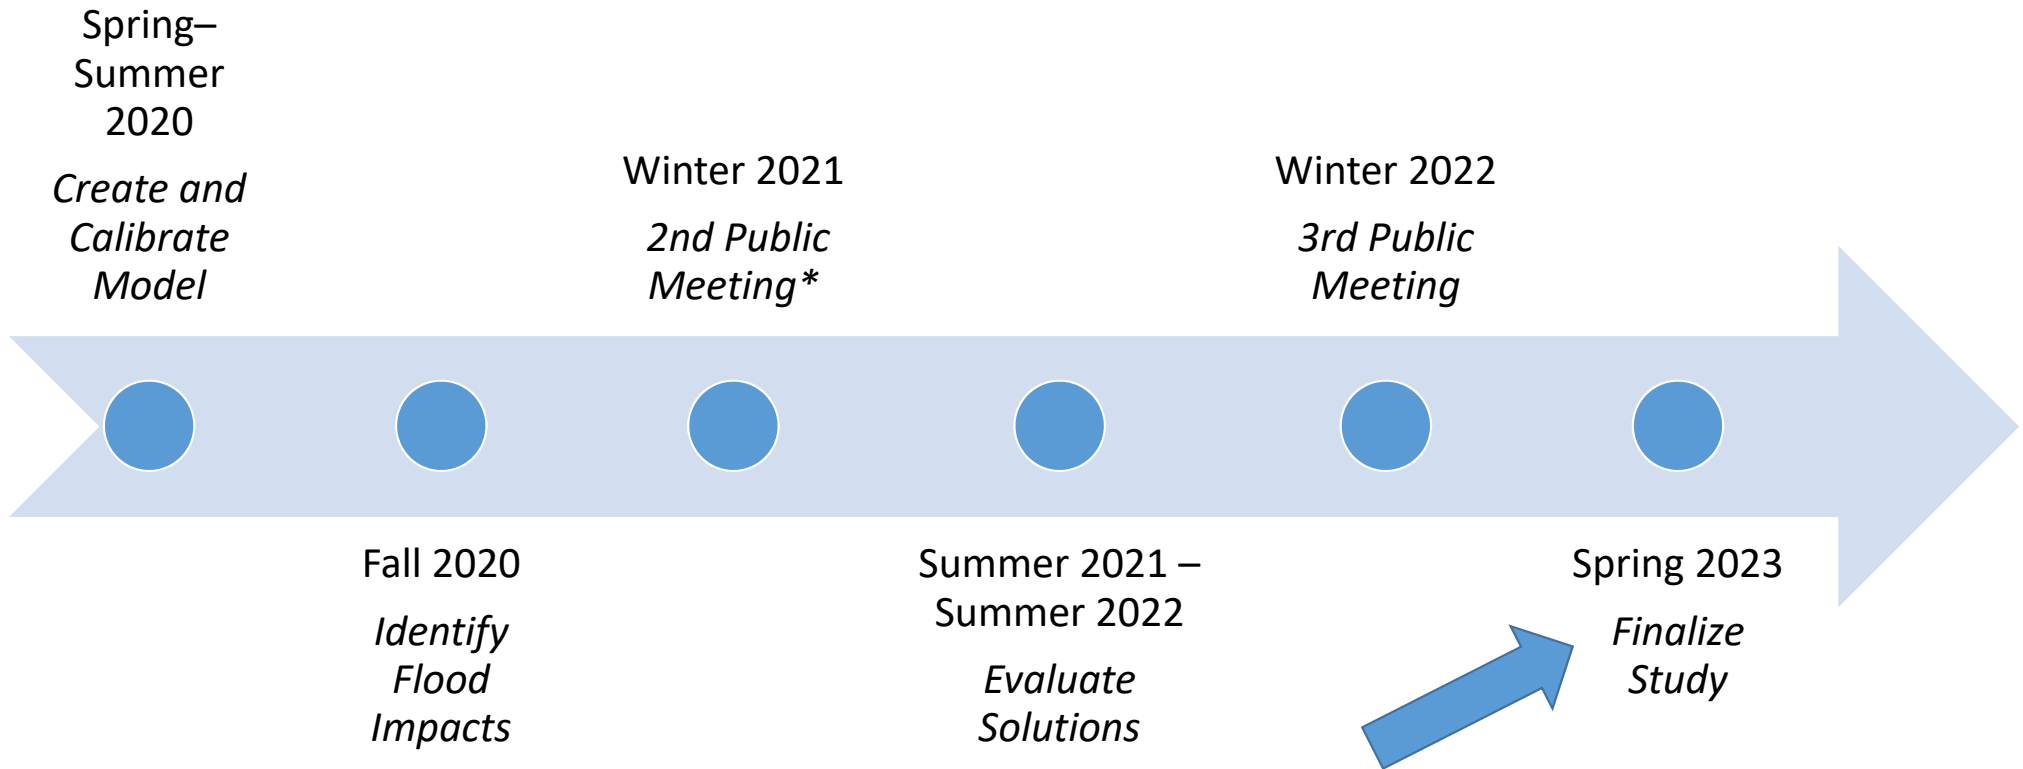 Spring–
Summer
2020
Create and
Calibrate
Model
Fall 2020
Identify
Flood
Impacts
Winter 2021
2nd Public
Meeting*
Summer 2021 –
Summer 2022
Evaluate
Solutions
Winter 2022
3rd Public
Meeting
Spring 2023
Finalize
Study